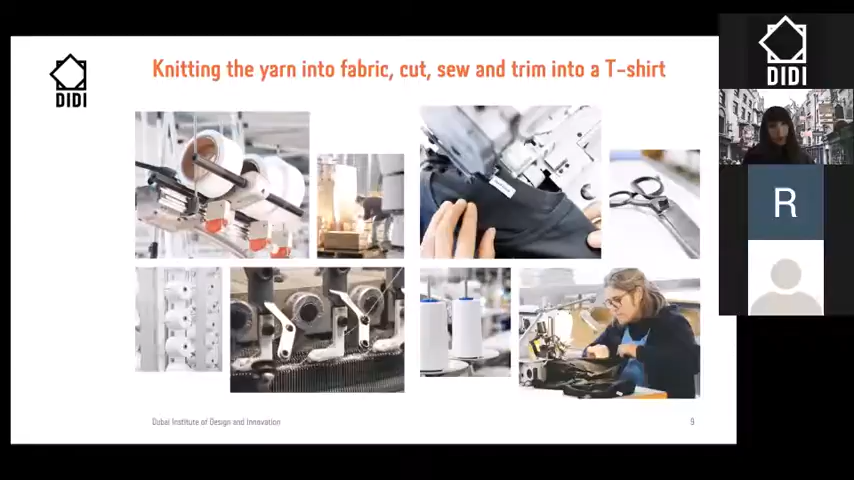 DIDI
Knitting the yarn into fabric, cut, sew and trim into a T-shirt
Dubai Institute of Design and Innovation
9
DIDI
R